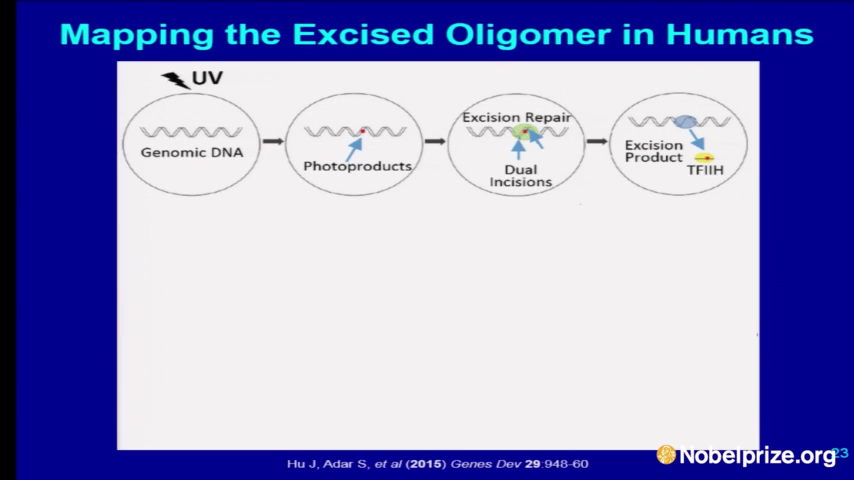 Mapping the Excised Oligomer in Humans
UV
Genomic DNA
Photoproducts
Excision Repair
Dual
Incisions
Excision
Product
TFIIH
Hu J, Adar S, et al (2015) Genes Dev 29:948-60
23
Nobelprize.org